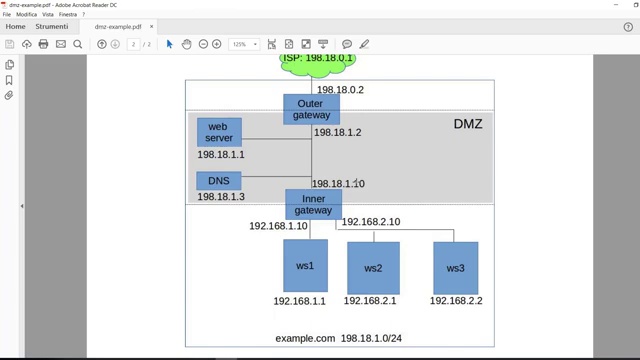 dmz-example.pdf - Adobe Acrobat Reader DC
File Modifica Vista Finestra ?
Home Strumenti dmz-example.pdf ×
2 / 2 125%
ISP: 198.18.0.1
198.18.0.2
Outer
gateway
198.18.1.2
DMZ
web
server
198.18.1.1
DNS
198.18.1.3
198.18.1.10
Inner
gateway
192.168.1.10
192.168.2.10
ws1
ws2
ws3
192.168.1.1
192.168.2.1
192.168.2.2
example.com 198.18.1.0/24